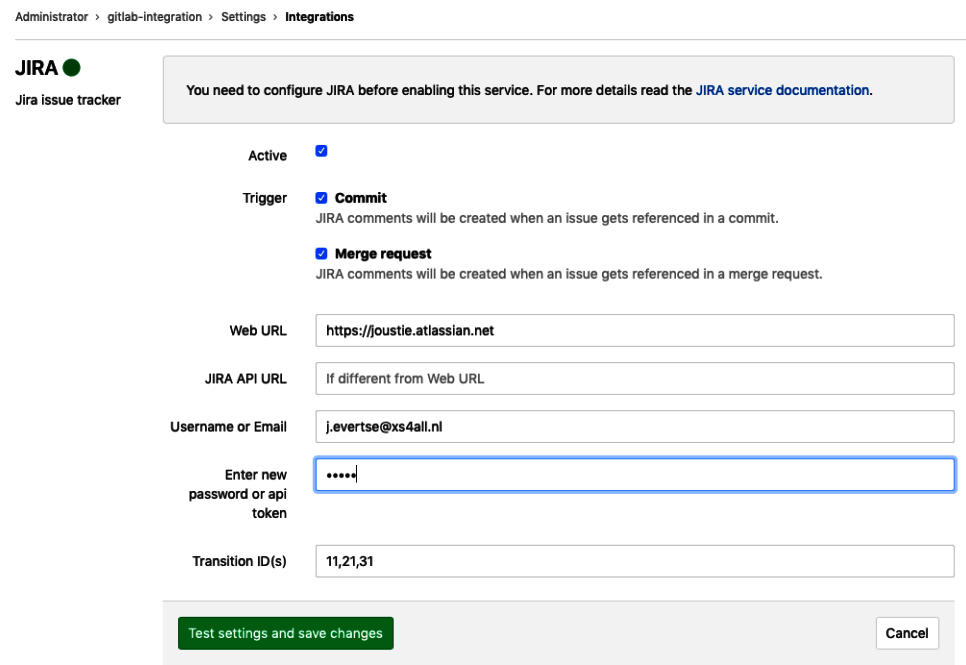 Administrator › gitlab-integration › Settings › Integrations
JIRA
Jira issue tracker
You need to configure JIRA before enabling this service. For more details read the JIRA service documentation.
Active
Trigger
Commit
JIRA comments will be created when an issue gets referenced in a commit.
Merge request
JIRA comments will be created when an issue gets referenced in a merge request.
Web URL
https://joustie.atlassian.net
JIRA API URL
If different from Web URL
Username or Email
j.evertse@xs4all.nl
Enter new
password or api
token
•••••
Transition ID(s)
11,21,31
Test settings and save changes
Cancel